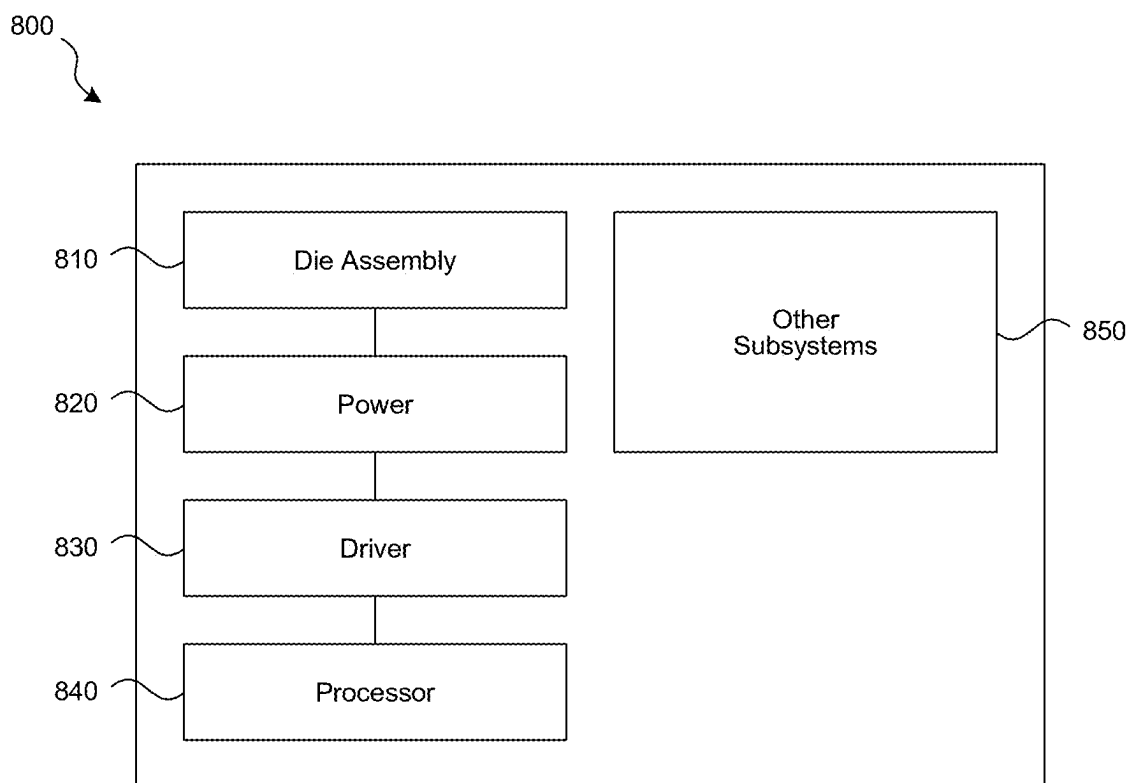 800
810
Die Assembly
Other
Subsystems
850
820
Power
830
Driver
840
Processor